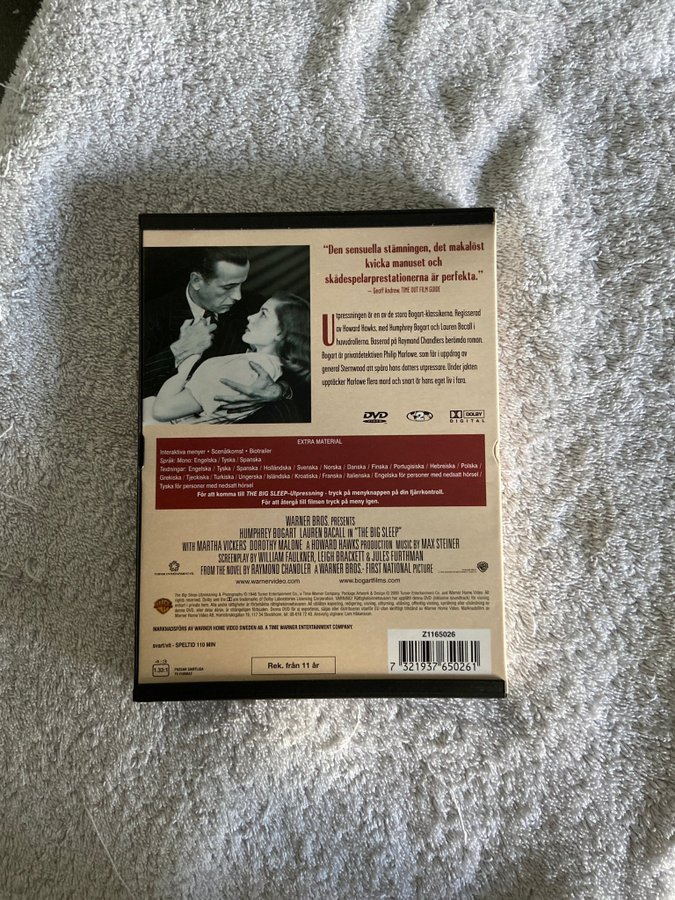 “Den sensuella stämningen, det makalöst
kvicka manuset och
skådespelarprestationerna är perfekta.”
— Geoff Andrew, TIME OUT FILM GUIDE
Utpressningen är en av de stora Bogart-klassikerna. Regisserad
av Howard Hawks, med Humphrey Bogart och Lauren Bacall i
huvudrollerna. Baserad på Raymond Chandlers berömda roman.
Bogart är privatdetektiven Philip Marlowe, som får i uppdrag av
general Sternwood att spåra hans dotters utpressare. Under jakten
upptäcker Marlowe flera mord och snart är hans eget liv i fara.
DVD
VIDEO
DOLBY
DIGITAL
EXTRA MATERIAL
Interaktiva menyer • Scenåtkomst • Biotrailer
Språk: Mono: Engelska / Tyska / Spanska
Textningar: Engelska / Tyska / Spanska / Holländska / Svenska / Norska / Danska / Finska / Portugisiska / Hebreiska / Polska /
Grekiska / Tjeckiska / Turkiska / Ungerska / Isländska / Kroatiska / Franska / Italienska / Engelska för personer med nedsatt hörsel /
Tyska för personer med nedsatt hörsel
För att komma till THE BIG SLEEP-Utpressning - tryck på menyknappen på din fjärrkontroll.
För att återgå till filmen tryck på meny igen.
WARNER BROS. PRESENTS
HUMPHREY BOGART LAUREN BACALL IN "THE BIG SLEEP"
WITH MARTHA VICKERS DOROTHY MALONE A HOWARD HAWKS PRODUCTION MUSIC BY MAX STEINER
SCREENPLAY BY WILLIAM FAULKNER, LEIGH BRACKETT & JULES FURTHMAN
FROM THE NOVEL BY RAYMOND CHANDLER A WARNER BROS.- FIRST NATIONAL PICTURE
www.warnervideo.com www.bogartfilms.com
MARKNADSFÖRS AV WARNER HOME VIDEO SWEDEN AB. A TIME WARNER ENTERTAINMENT COMPANY.
svart/vit - SPELTID 110 MIN
4:3
1.33:1
PASSAR SAMTLIGA
TV-FORMAT
Rek. från 11 år
Z1165026
7 321937 650261